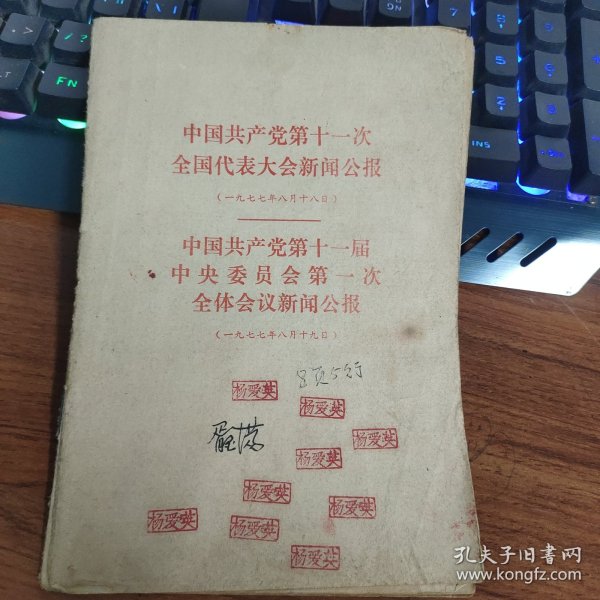 中国共产党第十一次
全国代表大会新闻公报
（一九七七年八月十八日）
中国共产党第十一届
中央委员会第一次
全体会议新闻公报
（一九七七年八月十九日）
8页5行
杨爱英
杨爱英
杨爱英
杨爱英
杨爱英
杨爱英
杨爱英
杨爱英
杨爱英
孔夫子旧书网
www.kongfz.com
FN
INS